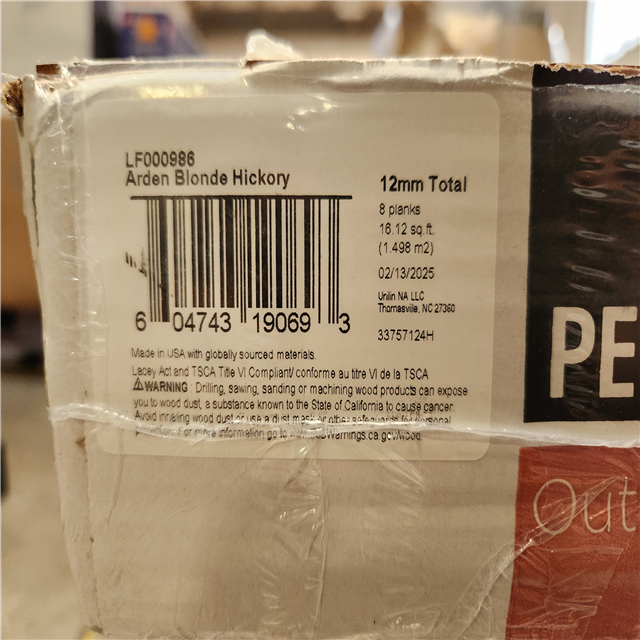 LF000986
Arden Blonde Hickory
12mm Total
8 planks
16.12 sq.ft.
(1.498 m2)
02/13/2025
Unilin NA LLC
Thomasville, NC 27360
33757124H
6 04743 19069 3
Made in USA with globally sourced materials.
Lacey Act and TSCA Title VI Compliant/ conforme au titre VI de la TSCA
⚠WARNING: Drilling, sawing, sanding or machining wood products can expose
you to wood dust, a substance known to the State of California to cause cancer.
Avoid inhaling wood dust or use a dust mask or other safeguards for personal
protection. For more information go to www.P65Warnings.ca.gov/wood.
PE
Out